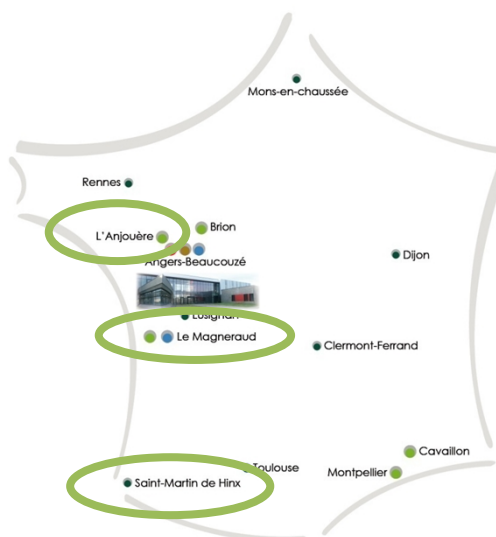 Mons-en-chaussée
Rennes
L'Anjouère
Brion
Angers-Beaucouzé
Dijon
Lusignan
Le Magneraud
Clermont-Ferrand
Cavaillon
Toulouse
Montpellier
Saint-Martin de Hinx